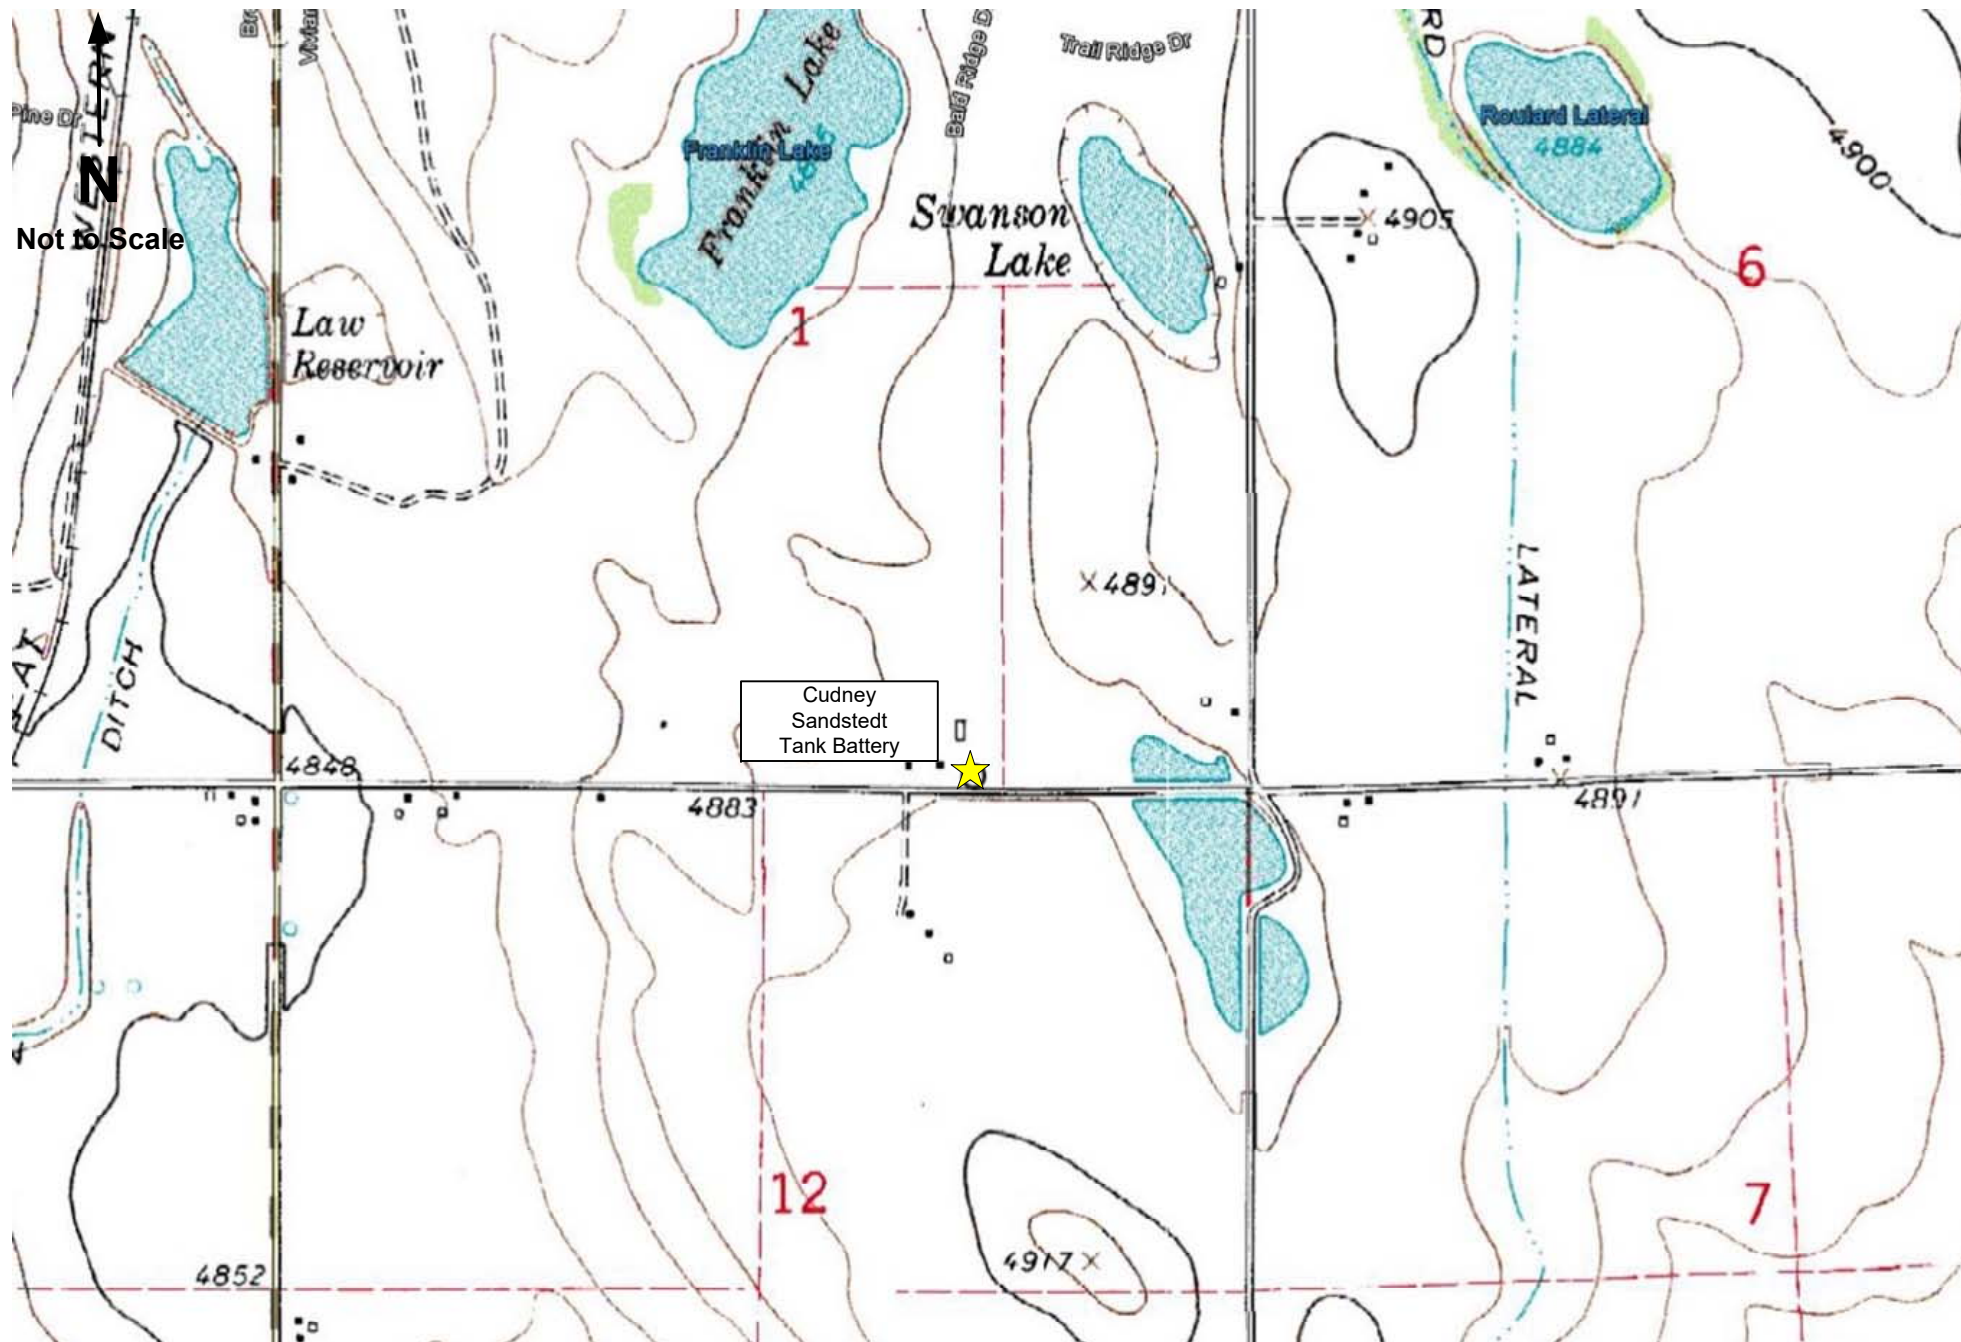 WESTERN
N
Not to Scale
Pine Dr
Trail Ridge Dr
Bald Ridge D
Franklin Lake
Franklin Lake
Swanson
Lake
RD
Roulard Lateral
4884
4900
4905
6
Law
Reservoir
1
LATERAL
DITCH
Cudney
Sandstedt
Tank Battery
4848
4883
4891
12
7
4917
4852